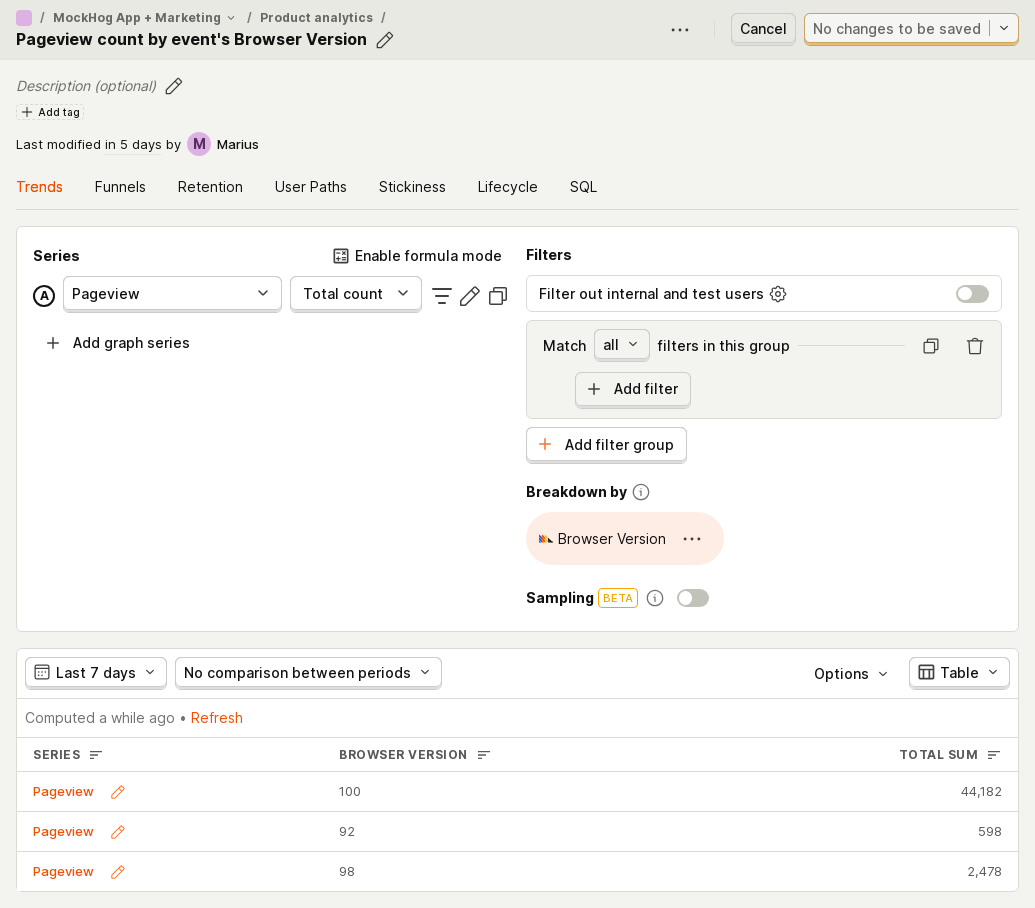 / MockHog App + Marketing / Product analytics /
Pageview count by event's Browser Version
Cancel
No changes to be saved
Description (optional)
Add tag
Last modified in 5 days by M Marius
Trends Funnels Retention User Paths Stickiness Lifecycle SQL
Series
Enable formula mode
A Pageview Total count
Add graph series
Filters
Filter out internal and test users
Match all filters in this group
Add filter
Add filter group
Breakdown by
Browser Version
Sampling BETA
Last 7 days No comparison between periods Options Table
Computed a while ago • Refresh
SERIES BROWSER VERSION TOTAL SUM
Pageview 100 44,182
Pageview 92 598
Pageview 98 2,478